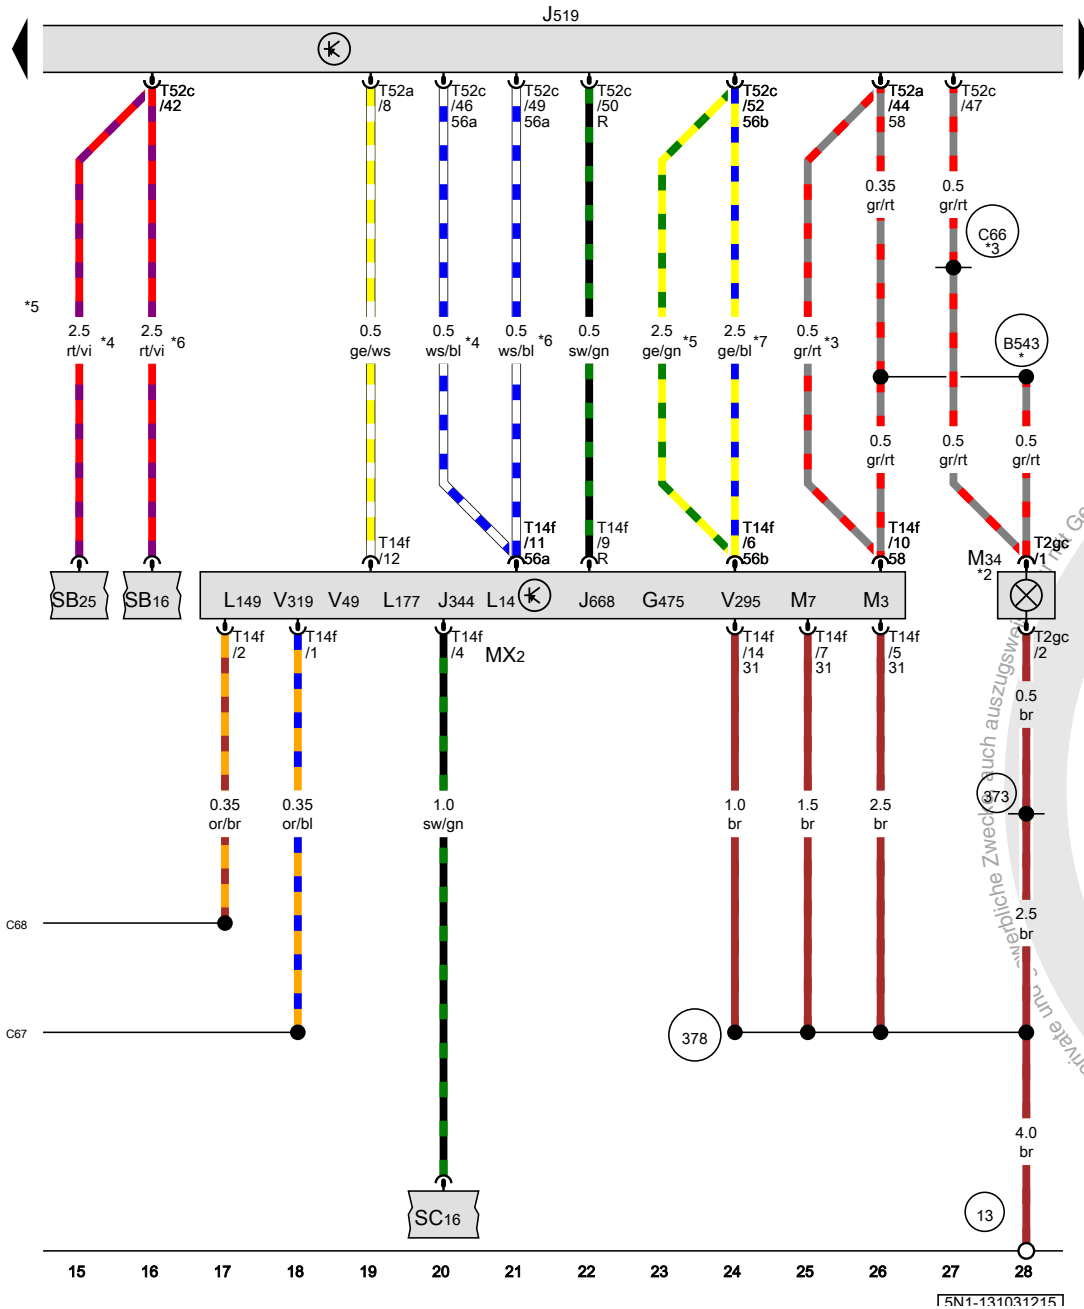 J519
T52c
/42
T52a
/8
T52c
/46
56a
T52c
/49
56a
T52c
/50
R
T52c
/52
56b
T52a
/44
58
T52c
/47
0.35
gr/rt
0.5
gr/rt
C66
*3
*5
2.5
rt/vi
*4
2.5
rt/vi
*6
0.5
ge/ws
0.5
ws/bl
*4
0.5
ws/bl
*6
0.5
sw/gn
2.5
ge/gn
*5
2.5
ge/bl
*7
0.5
gr/rt
*3
B543
*
0.5
gr/rt
0.5
gr/rt
0.5
gr/rt
T14f
/12
T14f
/11
56a
T14f
/9
R
T14f
/6
56b
T14f
/10
58
M34
*2
T2gc
/1
SB25
SB16
L149
V319
V49
L177
J344
L14
J668
G475
V295
M7
M3
T14f
/2
T14f
/1
T14f
/4
MX2
T14f
/14
31
T14f
/7
31
T14f
/5
31
T2gc
/2
0.5
br
373
0.35
or/br
0.35
or/bl
1.0
sw/gn
1.0
br
1.5
br
2.5
br
C68
2.5
br
C67
378
4.0
br
SC16
13
15 16 17 18 19 20 21 22 23 24 25 26 27 28
5N1-131031215
private und
Zwecke, auch auszugsweise